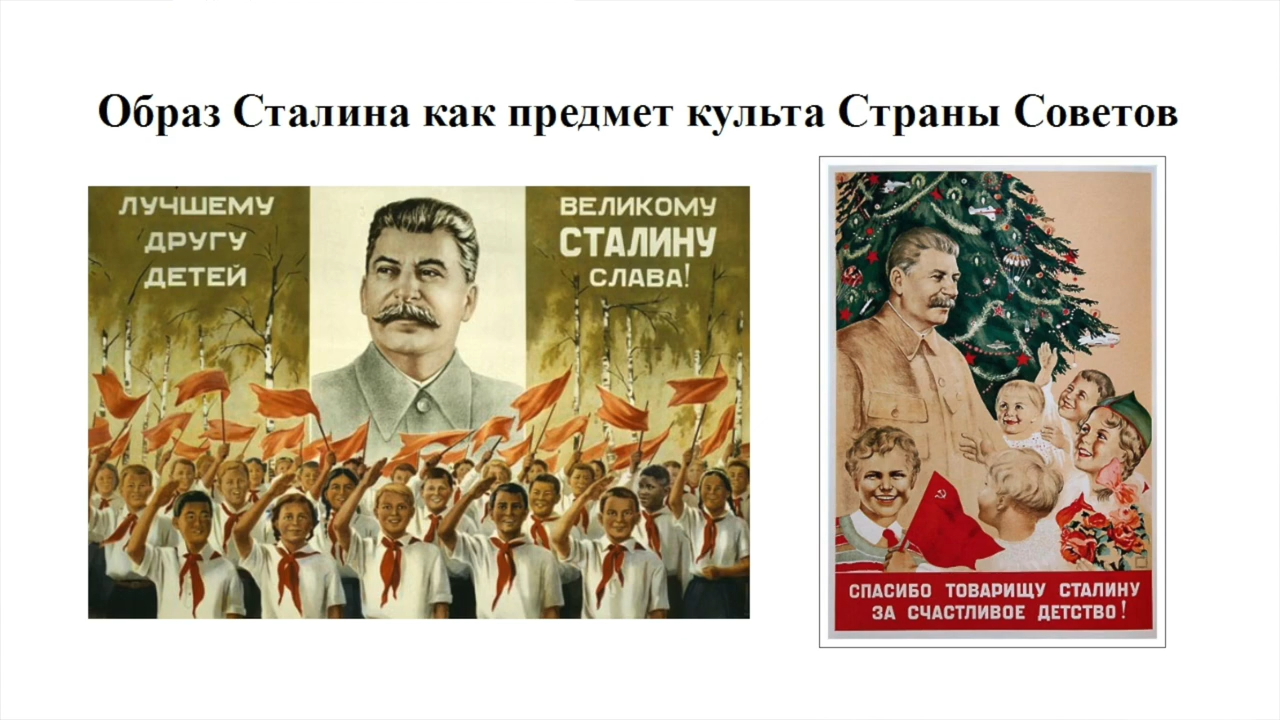 Образ Сталина как предмет культа Страны Советов
ЛУЧШЕМУ
ДРУГУ
ДЕТЕЙ
ВЕЛИКОМУ
СТАЛИНУ
СЛАВА!
СПАСИБО ТОВАРИЩУ СТАЛИНУ
ЗА СЧАСТЛИВОЕ ДЕТСТВО!